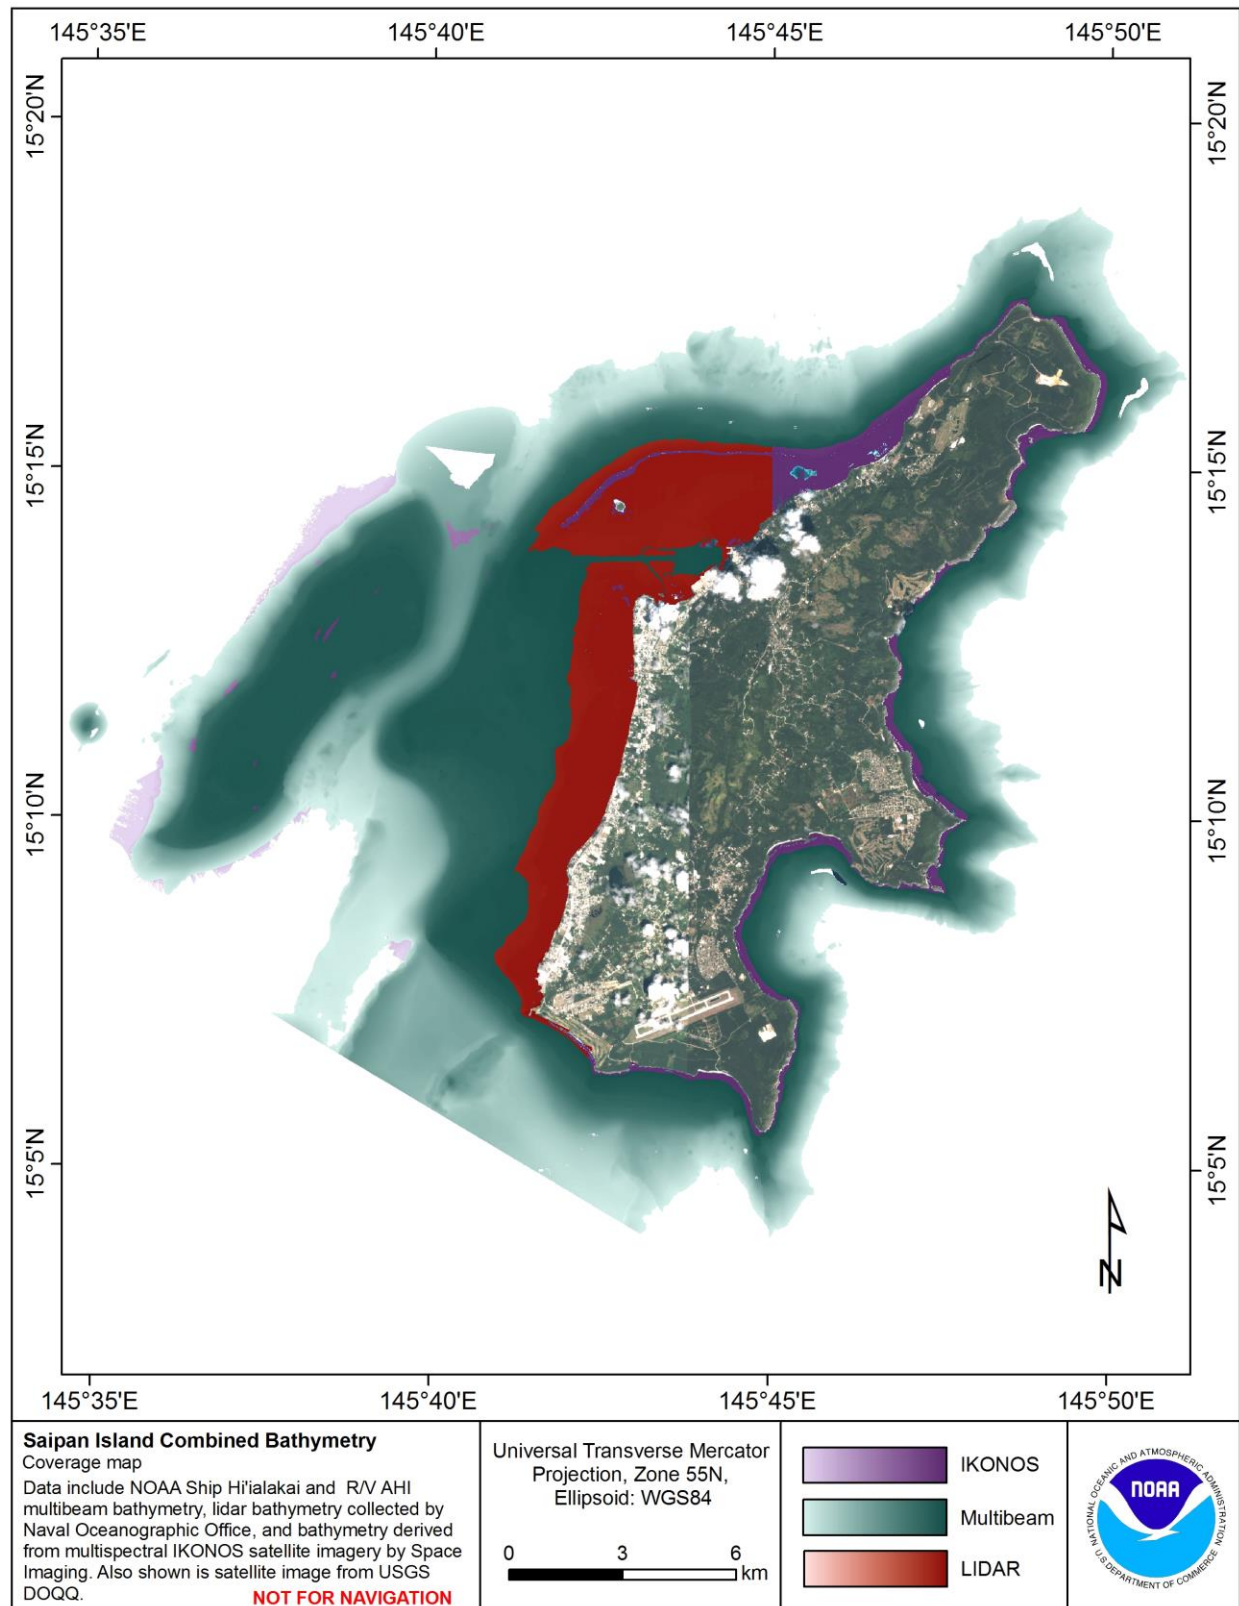 145°35'E 145°40'E 145°45'E 145°50'E
15°20'N 15°20'N
15°15'N 15°15'N
15°10'N 15°10'N
15°5'N 15°5'N
N
145°35'E 145°40'E 145°45'E 145°50'E
Saipan Island Combined Bathymetry
Coverage map
Data include NOAA Ship Hi'ialakai and R/V AHI
multibeam bathymetry, lidar bathymetry collected by
Naval Oceanographic Office, and bathymetry derived
from multispectral IKONOS satellite imagery by Space
Imaging. Also shown is satellite image from USGS
DOQQ.
NOT FOR NAVIGATION
Universal Transverse Mercator
Projection, Zone 55N,
Ellipsoid: WGS84
0 3 6
km
IKONOS
Multibeam
LIDAR
NATIONAL OCEANIC AND ATMOSPHERIC ADMINISTRATION
NOAA
U.S. DEPARTMENT OF COMMERCE